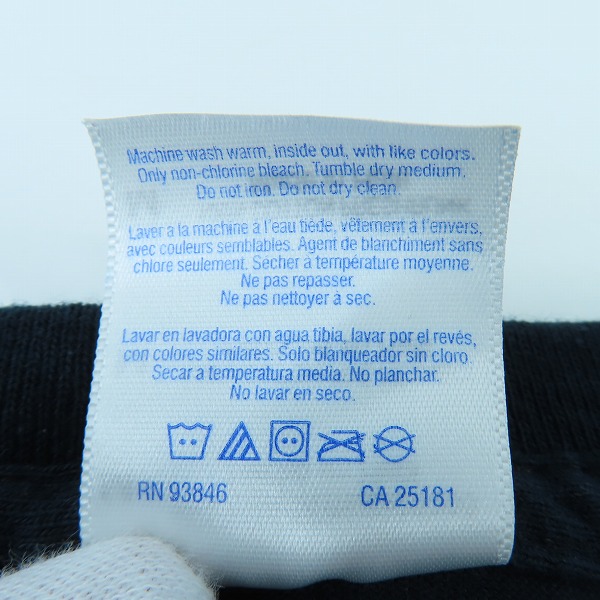 Machine wash warm, inside out, with like colors.
Only non-chlorine bleach. Tumble dry medium.
Do not iron. Do not dry clean.
Laver a la machine à l'eau tiède, vêtement à l'envers,
avec couleurs semblables. Agent de blanchiment sans
chlore seulement. Sécher à température moyenne.
Ne pas repasser.
Ne pas nettoyer à sec.
Lavar en lavadora con agua tibia, lavar por el revés,
con colores similares. Solo blanqueador sin cloro.
Secar a temperatura media. No planchar.
No lavar en seco.
RN 93846 CA 25181